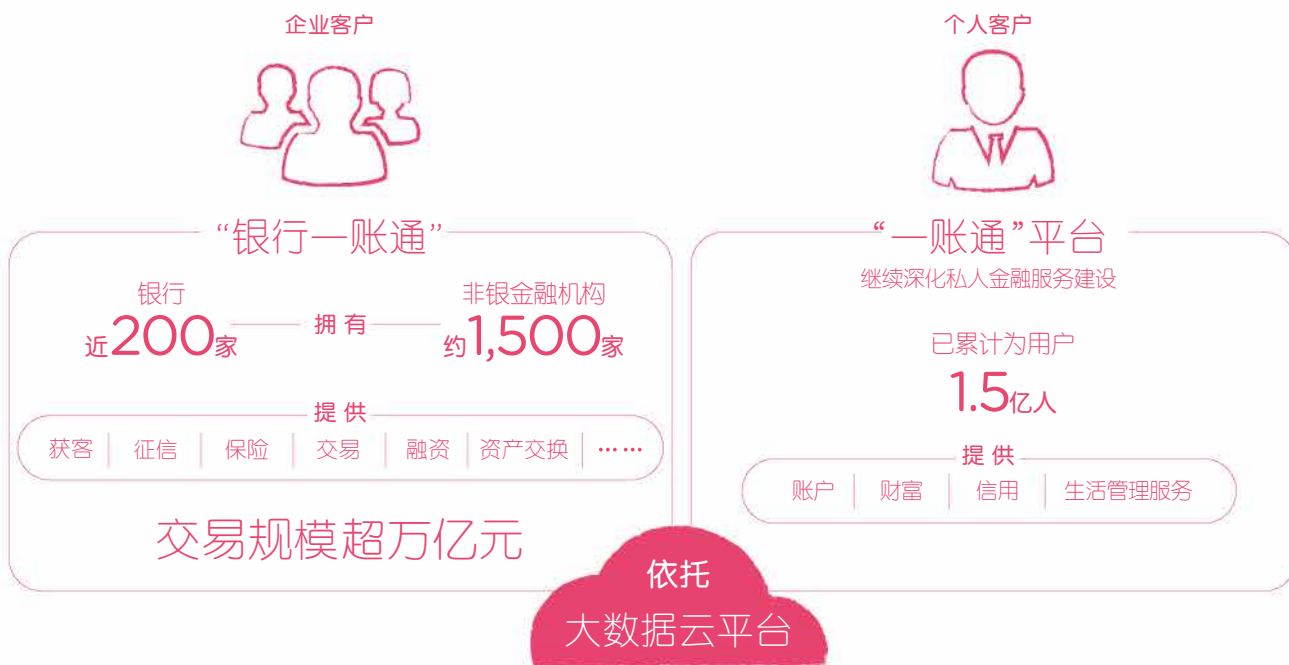 企业客户
“银行一账通”
银行
近200家
拥有
非银金融机构
约1,500家
提供
获客 征信 保险 交易 融资 资产交换 ……
交易规模超万亿元
个人客户
“一账通”平台
继续深化私人金融服务建设
已累计为用户
1.5亿人
提供
账户 财富 信用 生活管理服务
依托
大数据云平台